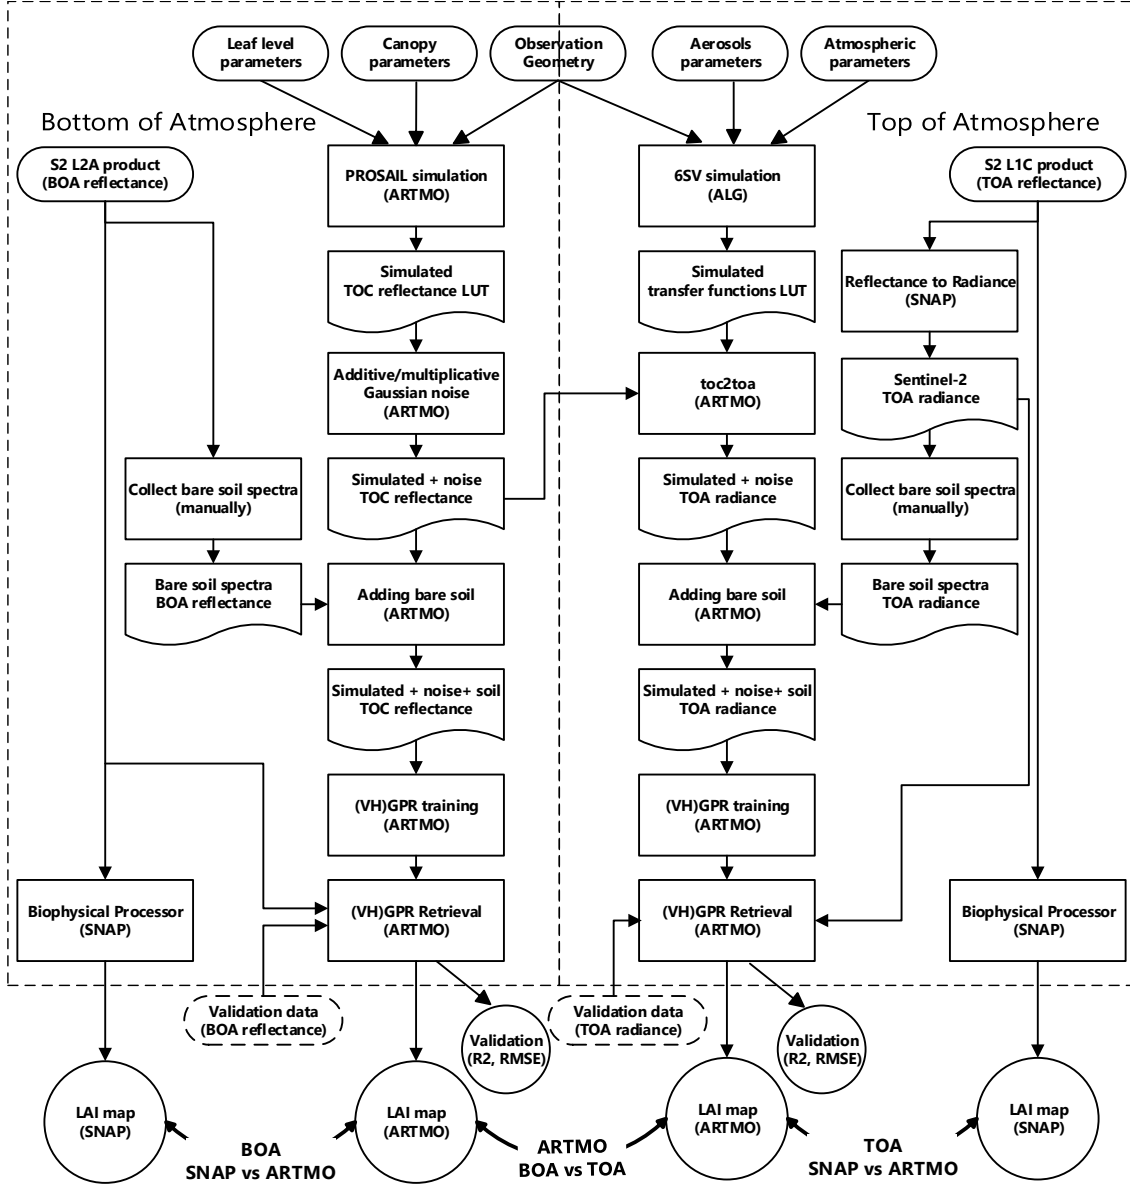 Leaf level
parameters
Canopy
parameters
Observation
Geometry
Aerosols
parameters
Atmospheric
parameters
Bottom of Atmosphere
Top of Atmosphere
S2 L2A product
(BOA reflectance)
PROSAIL simulation
(ARTMO)
6SV simulation
(ALG)
S2 L1C product
(TOA reflectance)
Simulated
TOC reflectance LUT
Simulated
transfer functions LUT
Reflectance to Radiance
(SNAP)
Additive/multiplicative
Gaussian noise
(ARTMO)
toc2toa
(ARTMO)
Sentinel-2
TOA radiance
Collect bare soil spectra
(manually)
Simulated + noise
TOC reflectance
Simulated + noise
TOA radiance
Collect bare soil spectra
(manually)
Bare soil spectra
BOA reflectance
Adding bare soil
(ARTMO)
Adding bare soil
(ARTMO)
Bare soil spectra
TOA radiance
Simulated + noise+ soil
TOC reflectance
Simulated + noise+ soil
TOA radiance
(VH)GPR training
(ARTMO)
(VH)GPR training
(ARTMO)
Biophysical Processor
(SNAP)
(VH)GPR Retrieval
(ARTMO)
(VH)GPR Retrieval
(ARTMO)
Biophysical Processor
(SNAP)
Validation data
(BOA reflectance)
Validation
(R2, RMSE)
Validation data
(TOA radiance)
Validation
(R2, RMSE)
LAI map
(SNAP)
LAI map
(ARTMO)
LAI map
(ARTMO)
LAI map
(SNAP)
BOA
SNAP vs ARTMO
ARTMO
BOA vs TOA
TOA
SNAP vs ARTMO